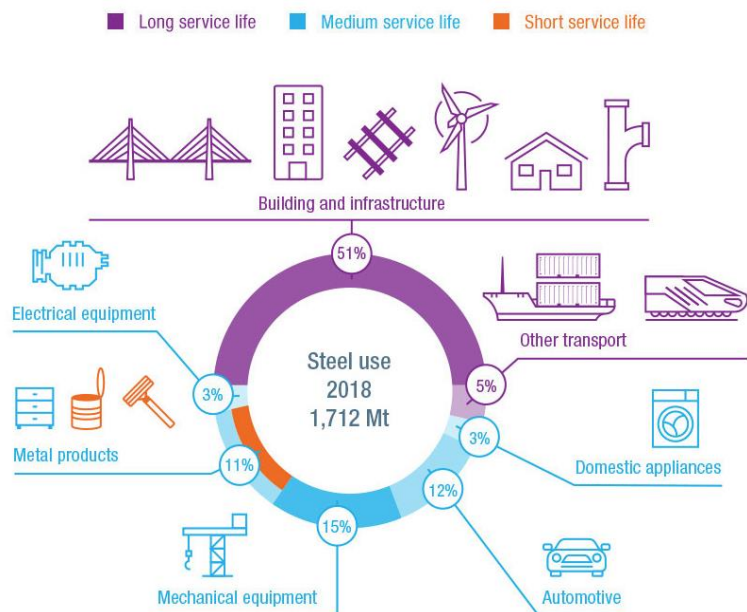 Long service life
Medium service life
Short service life
Building and infrastructure
51%
Electrical equipment
Other transport
Steel use
2018
1,712 Mt
3%
5%
Metal products
11%
3%
Domestic appliances
12%
15%
Mechanical equipment
Automotive